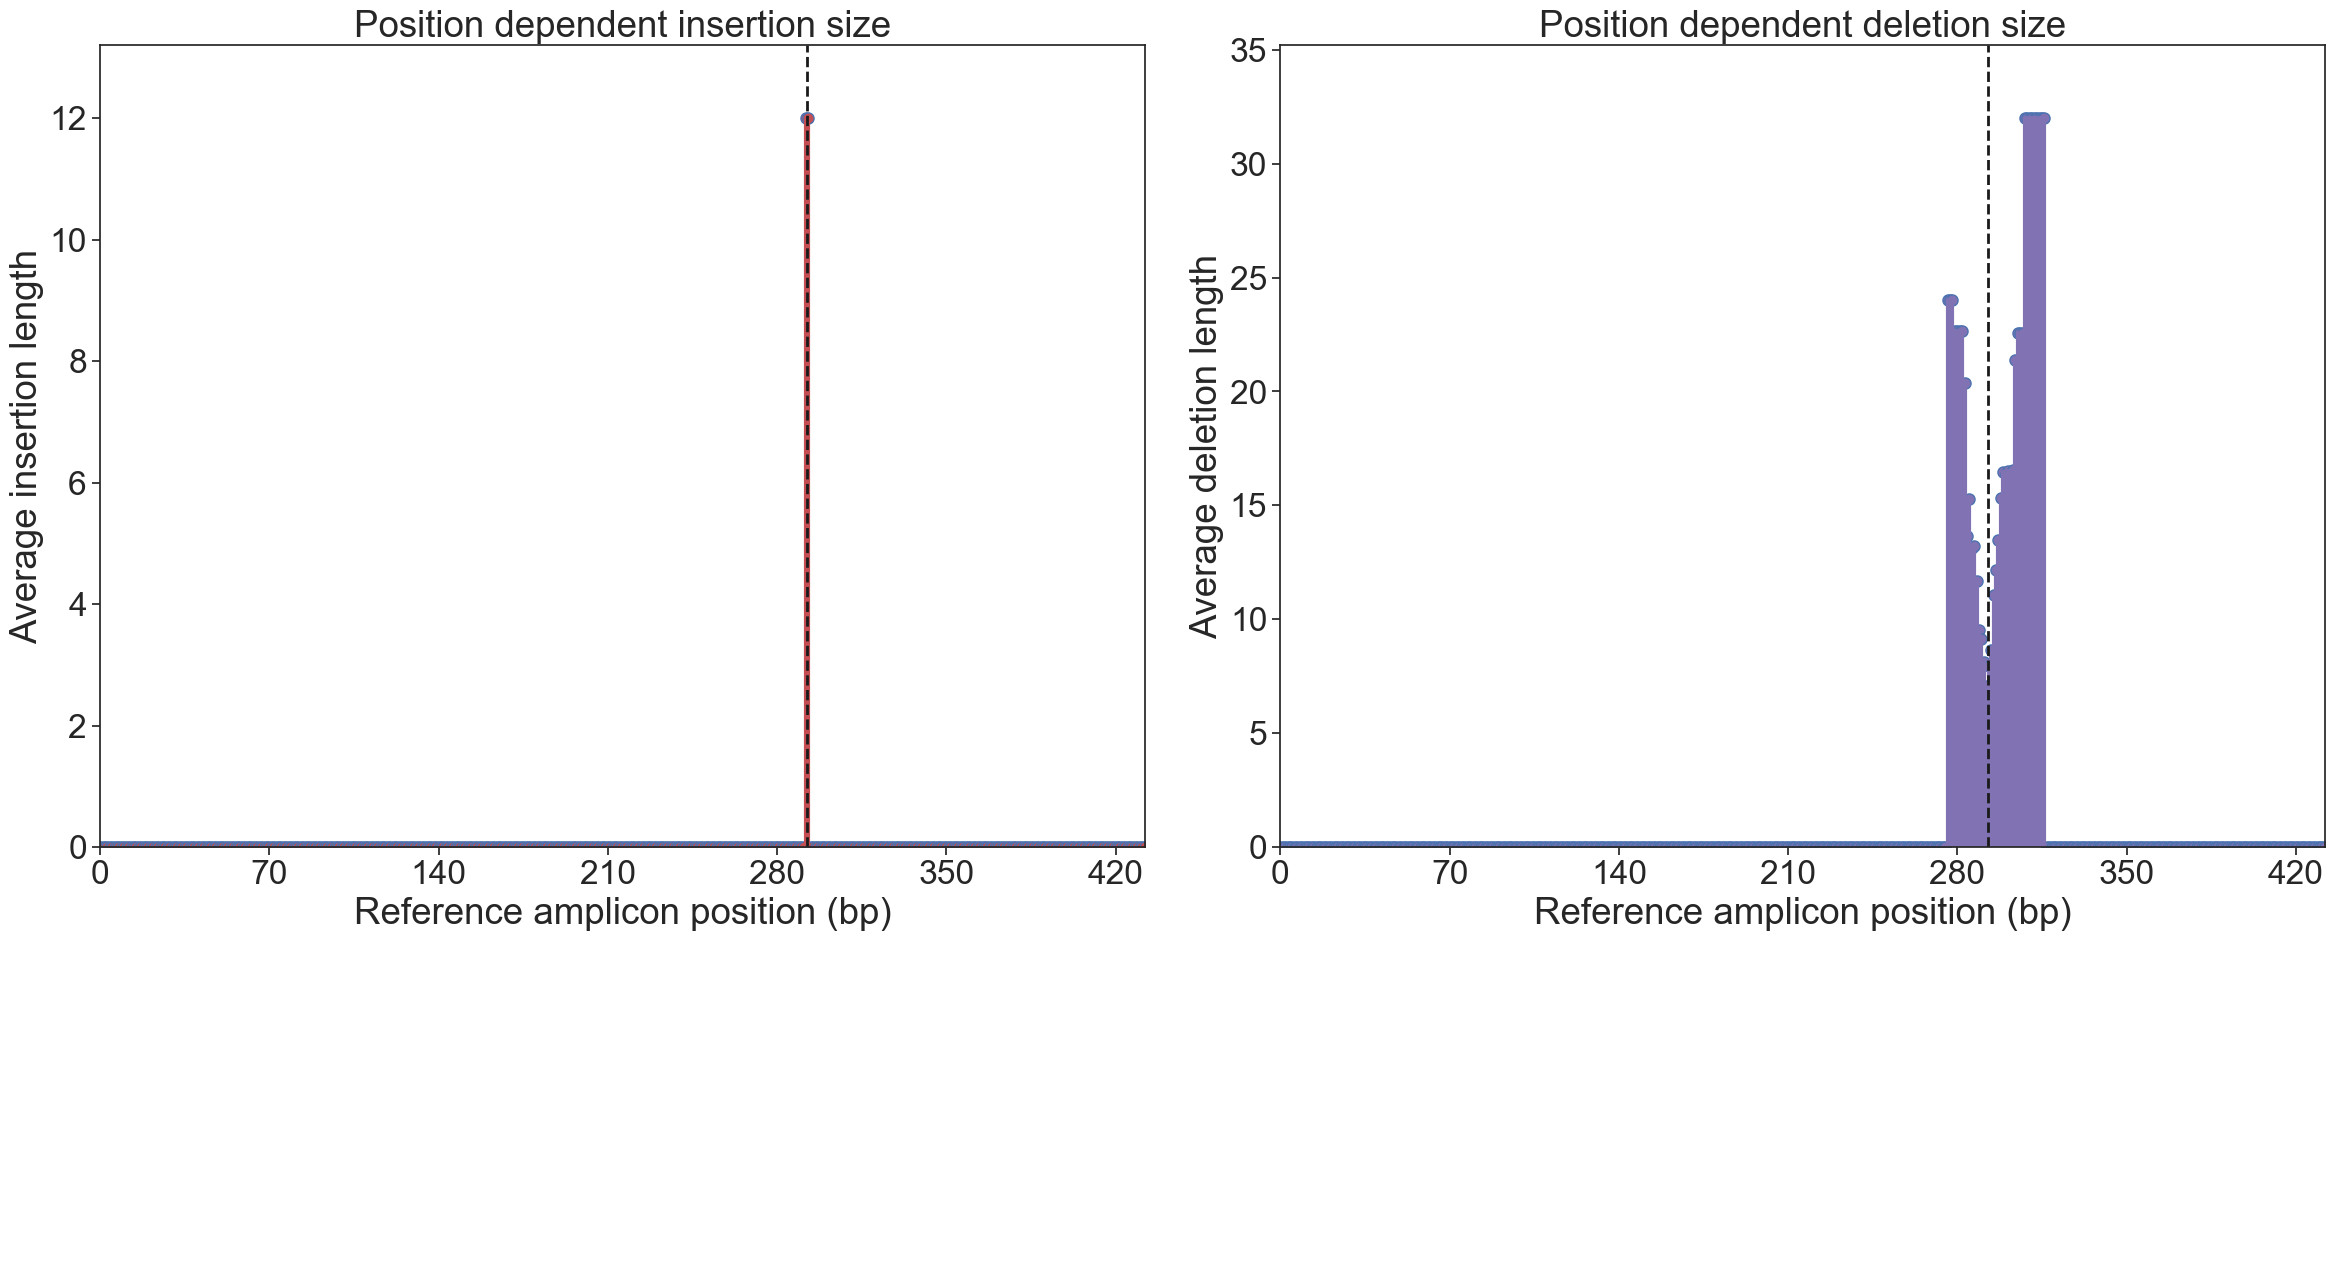 Position dependent insertion size
Average insertion length
12
10
8
6
4
2
0
0 70 140 210 280 350 420
Reference amplicon position (bp)
Position dependent deletion size
Average deletion length
35
30
25
20
15
10
5
0
0 70 140 210 280 350 420
Reference amplicon position (bp)